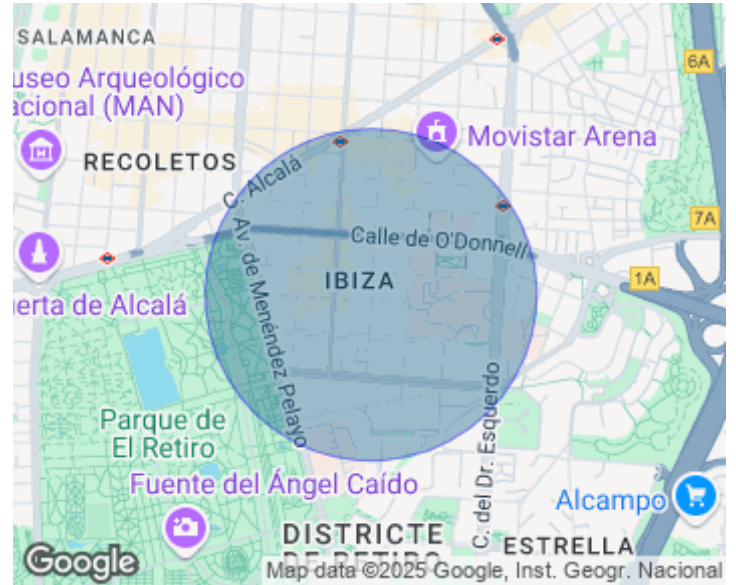 SALAMANCA
useo Arqueológico
acional (MAN)
6A
Movistar Arena
RECOLETOS
C. Alcalá
7A
Calle de O'Donnell
Av. de Menéndez Pelayo
IBIZA
1A
erta de Alcalá
C. del Dr. Esquerdo
Parque de
El Retiro
Fuente del Ángel Caído
Alcampo
DISTRICTE
DE RETIRO
ESTRELLA
Google
Map data ©2025 Google, Inst. Geogr. Nacional